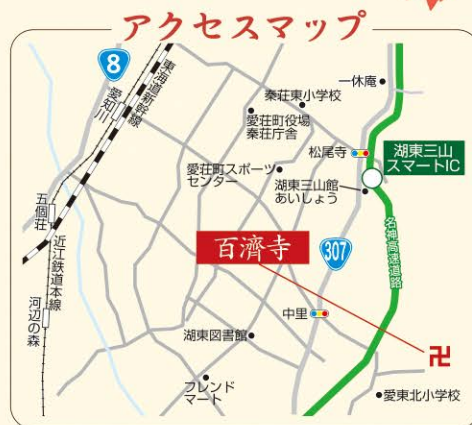 アクセスマップ
8
東海道新幹線
愛知川
秦荘東小学校
一休庵
愛荘町役場
秦荘庁舎
松尾寺
湖東三山
スマートIC
愛荘町スポーツ
センター
湖東三山館
あいしょう
五個荘
近江鉄道本線
河辺の森
百濟寺
307
名神高速道路
中里
湖東図書館
卍
フレンド
マート
愛東北小学校